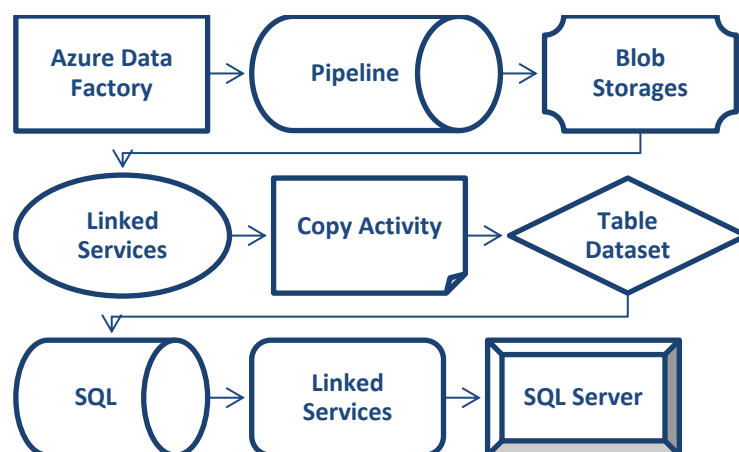 Azure Data
Factory
Pipeline
Blob
Storages
Linked
Services
Copy Activity
Table
Dataset
SQL
Linked
Services
SQL Server